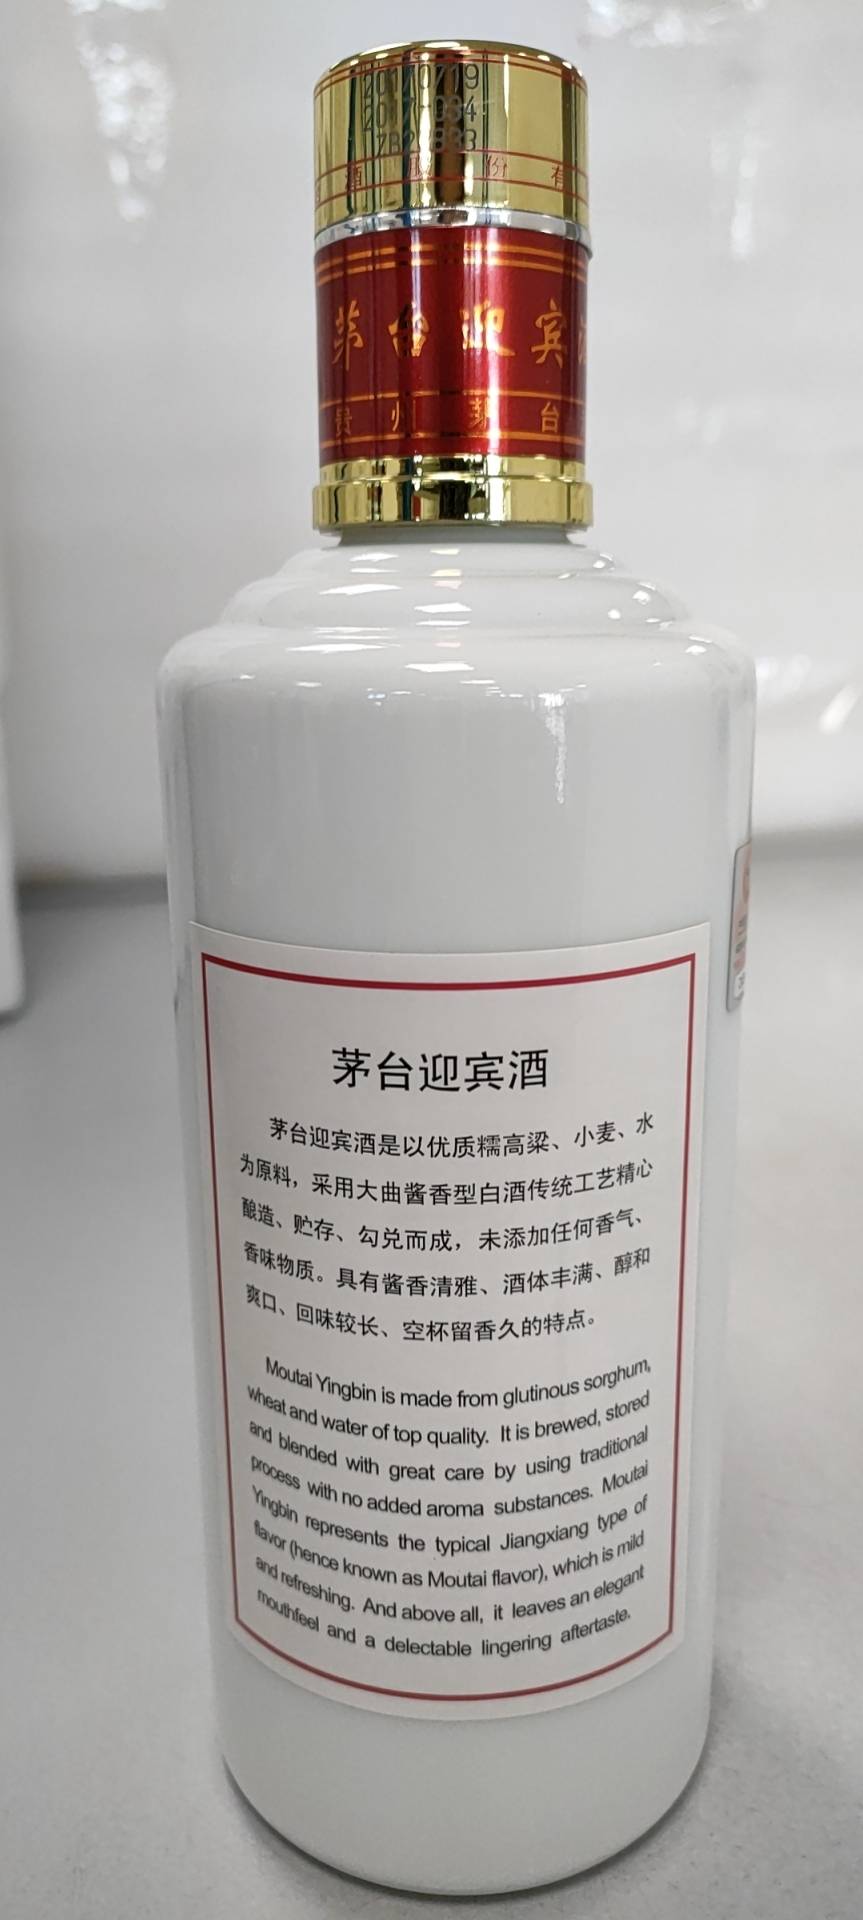 20170719
2017-034
酒 股 份 有
茅台迎宾酒
贵 州 茅 台
茅台迎宾酒
茅台迎宾酒是以优质糯高粱、小麦、水
为原料，采用大曲酱香型白酒传统工艺精心
酿造、贮存、勾兑而成，未添加任何香气、
香味物质。具有酱香清雅、酒体丰满、醇和
爽口、回味较长、空杯留香久的特点。
Moutai Yingbin is made from glutinous sorghum,
wheat and water of top quality. It is brewed, stored
and blended with great care by using traditional
process with no added aroma substances. Moutai
Yingbin represents the typical Jiangxiang type of
flavor (hence known as Moutai flavor), which is mild
and refreshing. And above all, it leaves an elegant
mouthfeel and a delectable lingering aftertaste.